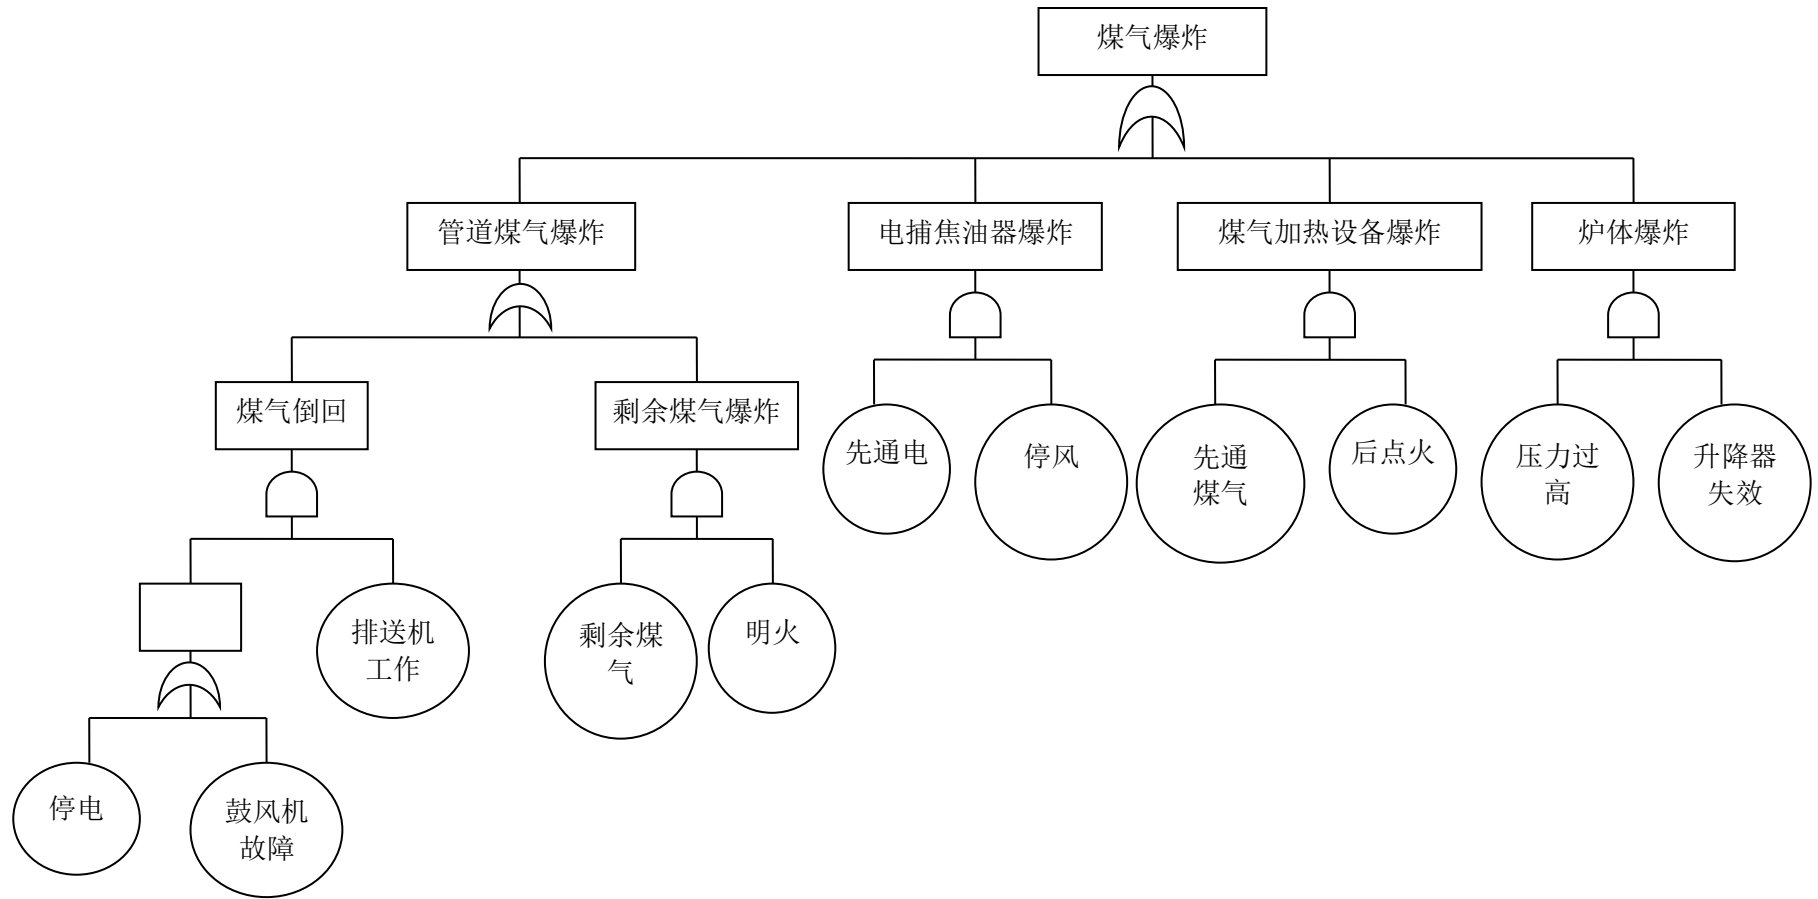 煤气爆炸
管道煤气爆炸
电捕焦油器爆炸
煤气加热设备爆炸
炉体爆炸
煤气倒回
剩余煤气爆炸
先通电
停风
先通
煤气
后点火
压力过
高
升降器
失效
排送机
工作
剩余煤
气
明火
停电
鼓风机
故障